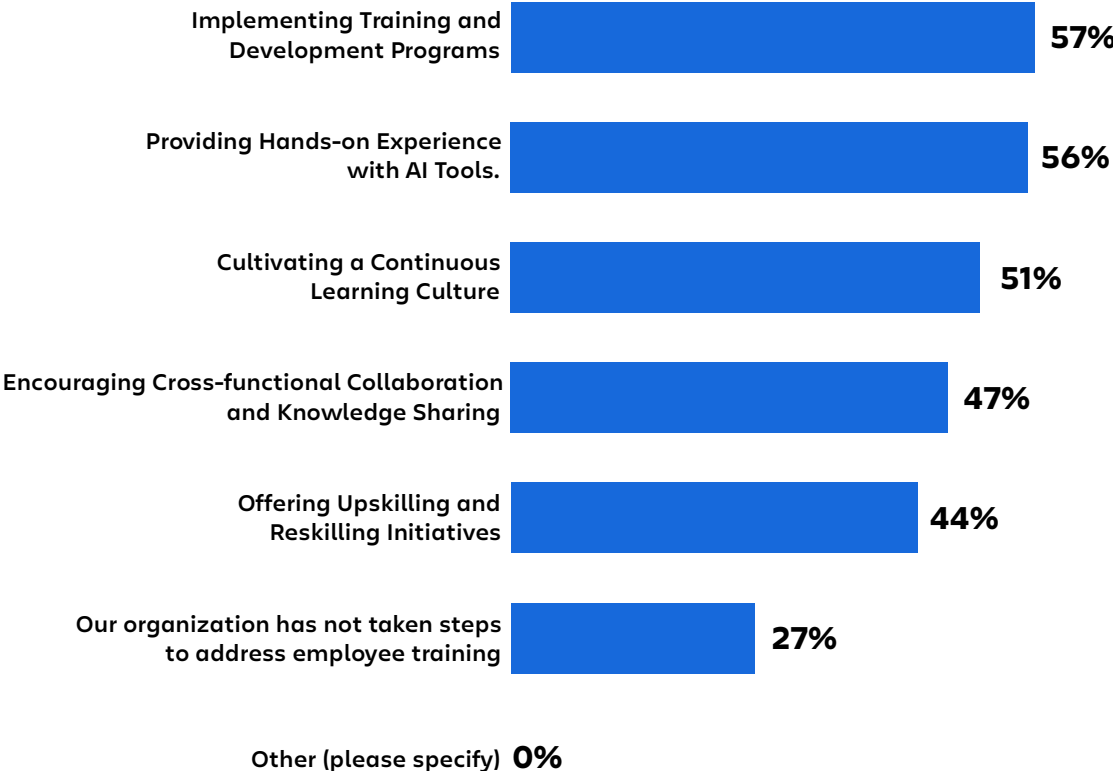 Implementing Training and
Development Programs
57%
Providing Hands-on Experience
with AI Tools.
56%
Cultivating a Continuous
Learning Culture
51%
Encouraging Cross-functional Collaboration
and Knowledge Sharing
47%
Offering Upskilling and
Reskilling Initiatives
44%
Our organization has not taken steps
to address employee training
27%
Other (please specify) 0%